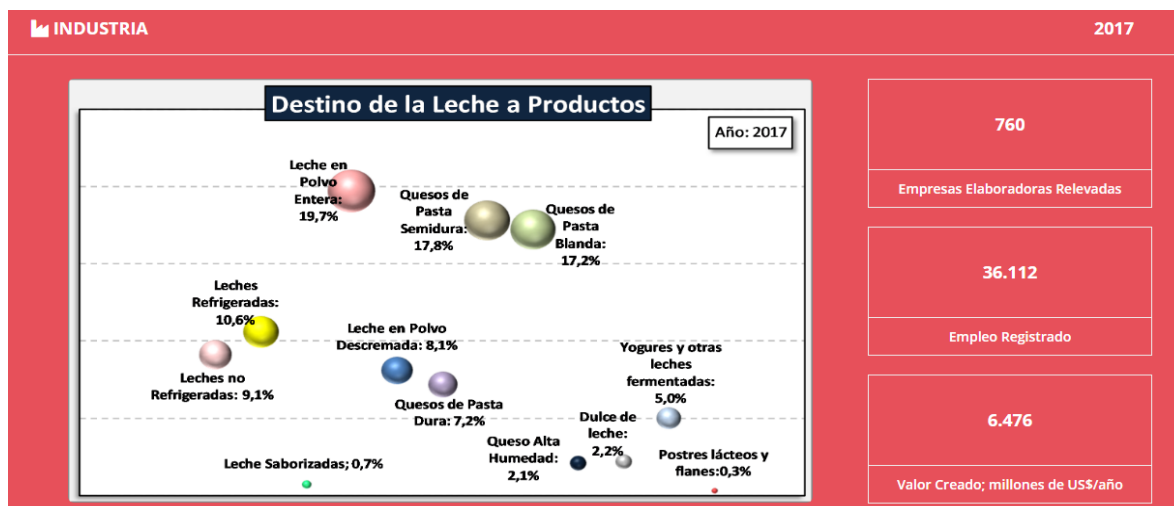 INDUSTRIA
2017
Destino de la Leche a Productos
Año: 2017
Leche en
Polvo
Entera:
19,7%
Quesos de
Pasta
Semidura:
17,8%
Quesos de
Pasta
Blanda:
17,2%
Leches
Refrigeradas:
10,6%
Leches no
Refrigeradas: 9,1%
Leche en Polvo
Descremada: 8,1%
Quesos de Pasta
Dura: 7,2%
Yogures y otras
leches
fermentadas:
5,0%
Dulce de
leche:
2,2%
Queso Alta
Humedad:
2,1%
Postres lácteos y
flanes:0,3%
Leche Saborizadas; 0,7%
760
Empresas Elaboradoras Relevadas
36.112
Empleo Registrado
6.476
Valor Creado; millones de US$/año